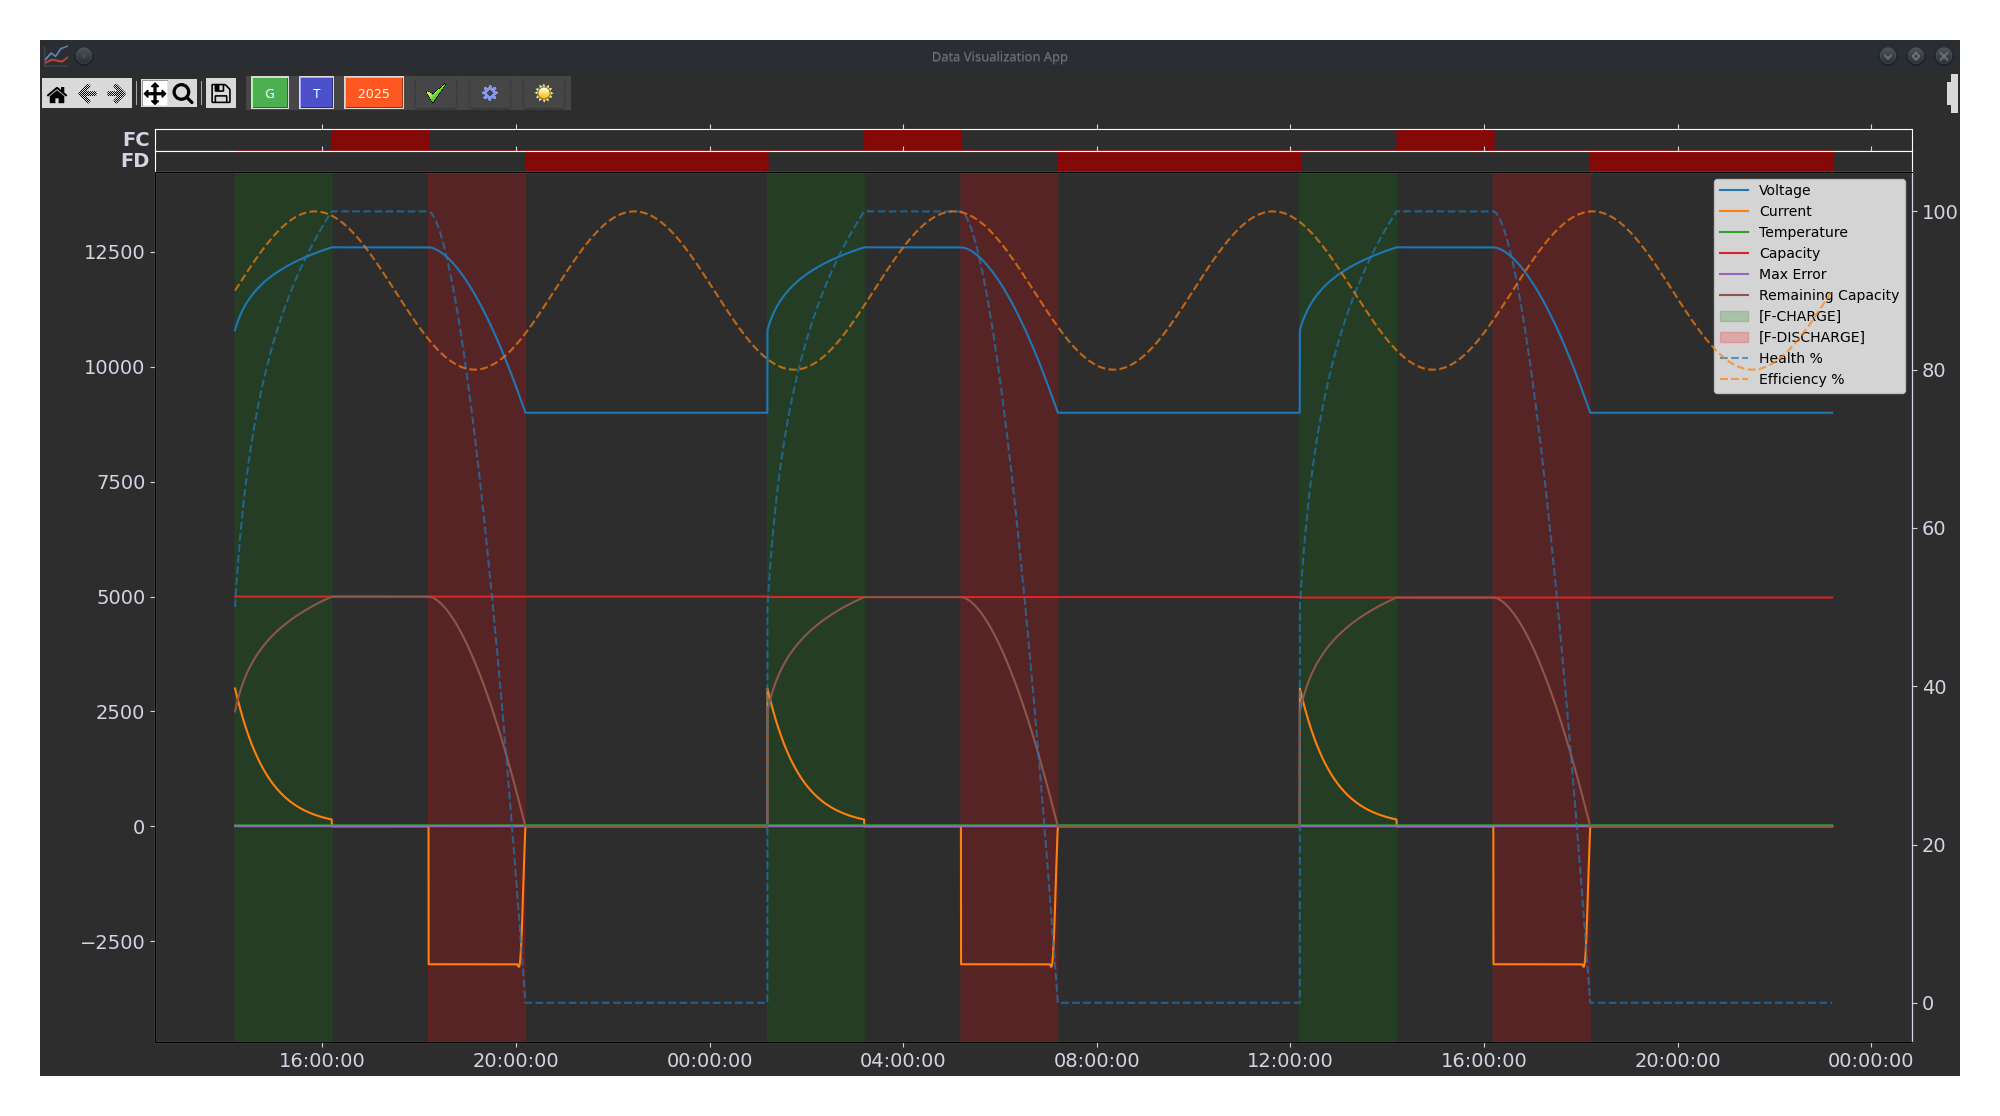 Data Visualization App
G T 2025
FC
FD
Voltage
Current
Temperature
Capacity
Max Error
Remaining Capacity
[F-CHARGE]
[F-DISCHARGE]
Health %
Efficiency %
12500
10000
7500
5000
2500
0
−2500
100
80
60
40
20
0
16:00:00 20:00:00 00:00:00 04:00:00 08:00:00 12:00:00 16:00:00 20:00:00 00:00:00